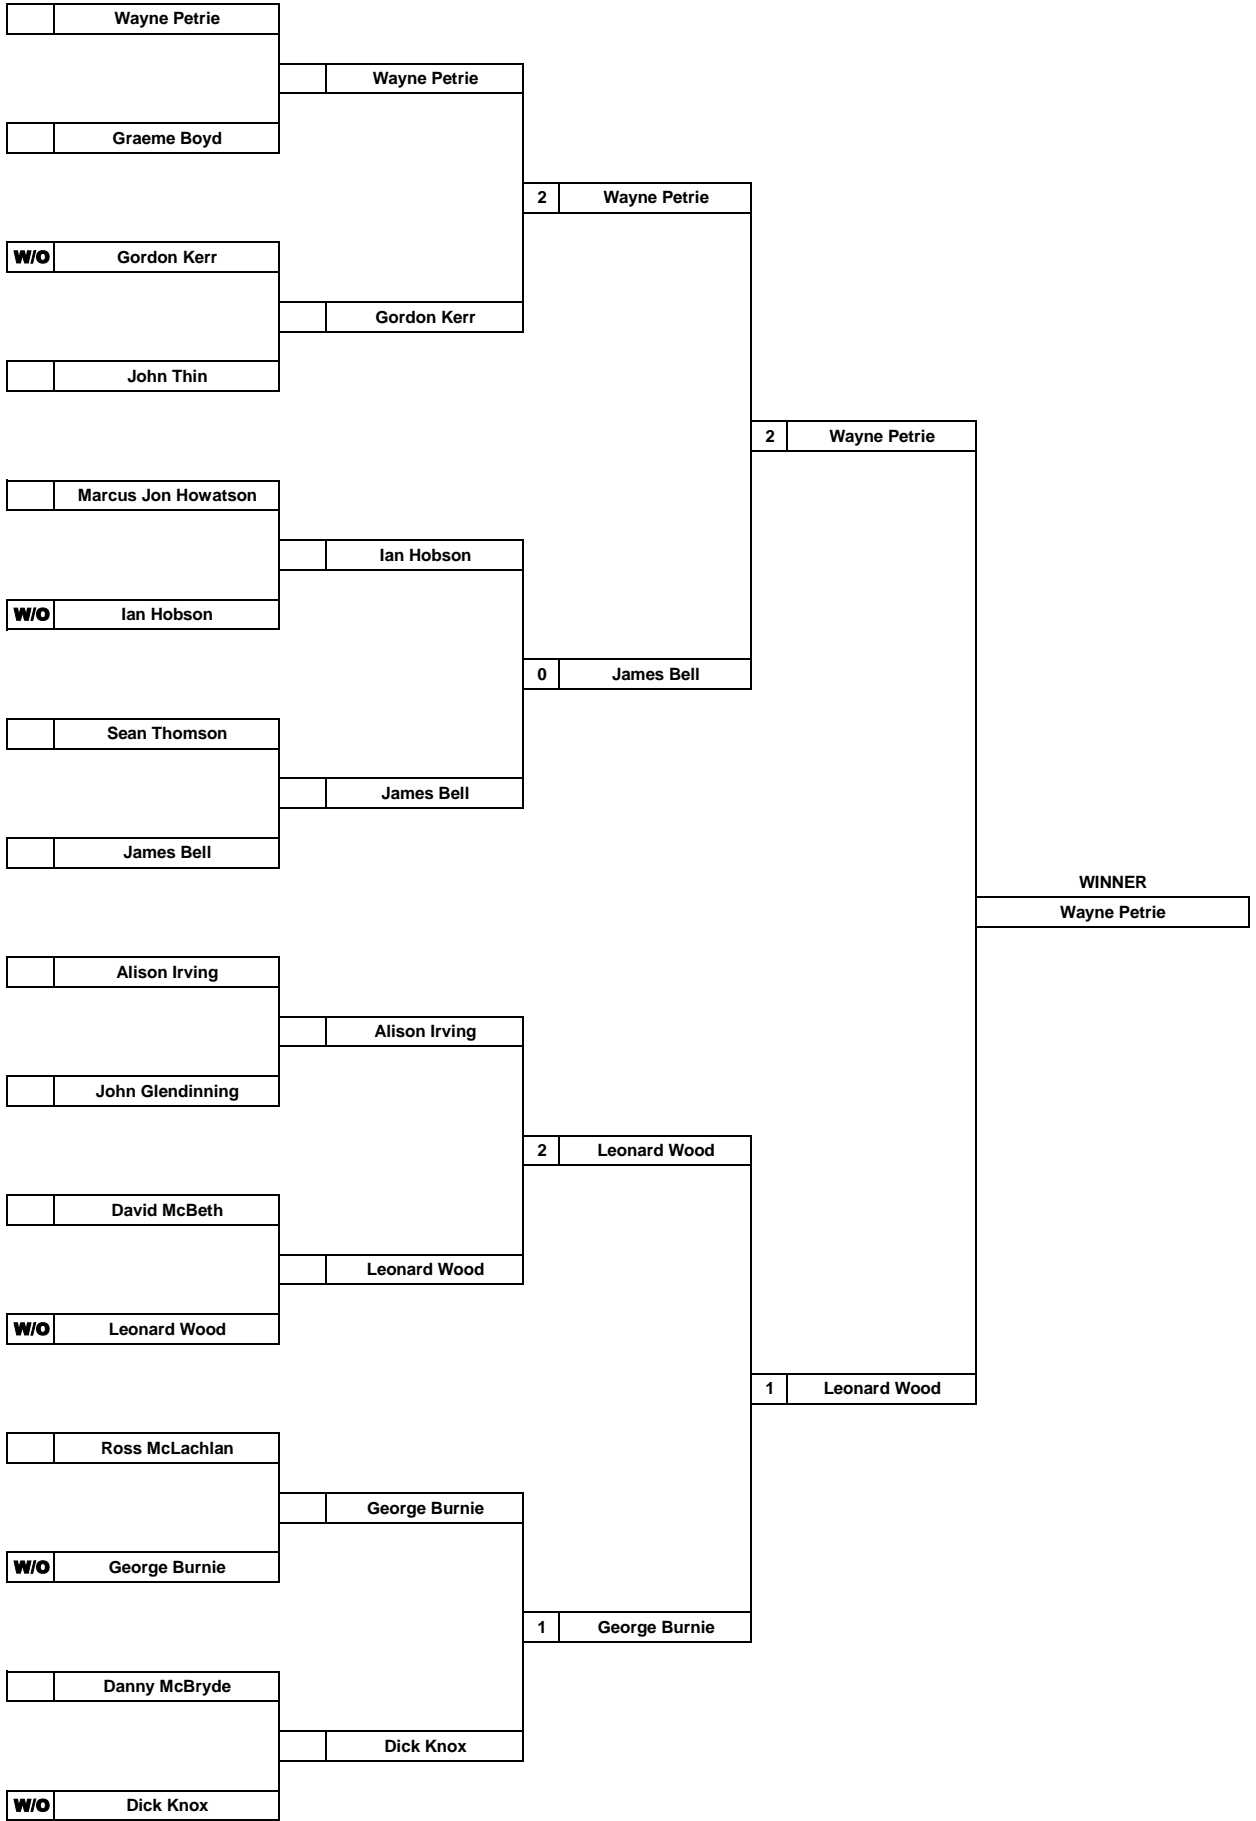 Wayne Petrie
Wayne Petrie
Graeme Boyd
2 Wayne Petrie
W/O Gordon Kerr
Gordon Kerr
John Thin
2 Wayne Petrie
Marcus Jon Howatson
Ian Hobson
W/O Ian Hobson
0 James Bell
Sean Thomson
James Bell
James Bell
WINNER
Wayne Petrie
Alison Irving
Alison Irving
John Glendinning
2 Leonard Wood
David McBeth
Leonard Wood
W/O Leonard Wood
1 Leonard Wood
Ross McLachlan
George Burnie
W/O George Burnie
1 George Burnie
Danny McBryde
Dick Knox
W/O Dick Knox